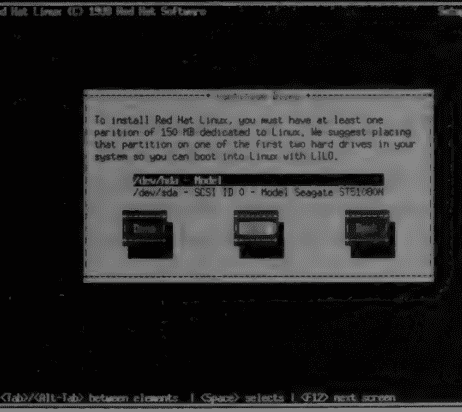 d Hat Linux (C) 1998 Red Hat Software Setup
To install Red Hat Linux, you must have at least one
partition of 150 MB dedicated to Linux. We suggest placing
that partition on one of the first two hard drives in your
system so you can boot into Linux with LILO.
/dev/hda - Model
/dev/sda - SCSI ID 0 - Model Seagate ST51080N
Done Back
<Tab>/<Alt-Tab> between elements | <Space> selects | <F12> next screen